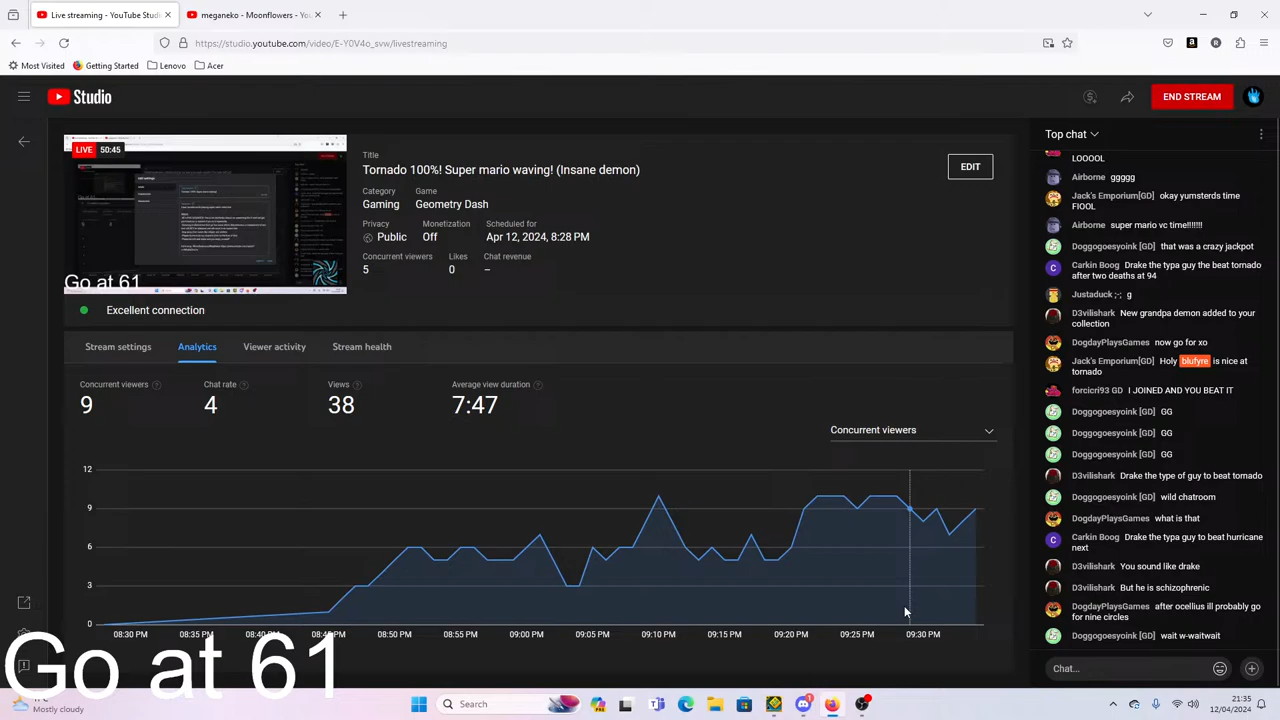 Live streaming - YouTube Studi
meganeko - Moonflowers - You
https://studio.youtube.com/video/E-Y0V4o_svw/livestreaming
Most Visited
Getting Started
Lenovo
Acer
Studio
END STREAM
LIVE 50:45
Go at 61
Title
Tornado 100%! Super mario waving! (Insane demon)
EDIT
Category
Gaming
Game
Geometry Dash
Privacy
Public
Monetisation
Off
Scheduled for
Apr 12, 2024, 8:28 PM
Concurrent viewers
5
Likes
0
Chat revenue
–
Excellent connection
Stream settings
Analytics
Viewer activity
Stream health
Concurrent viewers
9
Chat rate
4
Views
38
Average view duration
7:47
Concurrent viewers
12
9
6
3
0
08:30 PM 08:35 PM 08:40 PM 08:45 PM 08:50 PM 08:55 PM 09:00 PM 09:05 PM 09:10 PM 09:15 PM 09:20 PM 09:25 PM 09:30 PM
Top chat
LOOOOL
Airborne ggggg
Jack's Emporium[GD] cryy yumsterds time
FIOOL
Airborne super mario w time!!!!!!
Doggogoesyoink [GD] that was a crazy jackpot
Carkin Boog Drake the typa guy the beat tornado
after two deaths at 94
Justaduck ;-; g
D3vilishark New grandpa demon added to your
collection
DogdayPlaysGames now go for xo
Jack's Emporium[GD] Holy blufyre is nice at
tornado
forcicri93 GD I JOINED AND YOU BEAT IT
Doggogoesyoink [GD] GG
Doggogoesyoink [GD] GG
Doggogoesyoink [GD] GG
D3vilishark Drake the type of guy to beat tornado
Doggogoesyoink [GD] wild chatroom
DogdayPlaysGames what is that
Carkin Boog Drake the typa guy to beat hurricane
next
D3vilishark You sound like drake
D3vilishark But he is schizophrenic
DogdayPlaysGames after ocellius ill probably go
for nine circles
Doggogoesyoink [GD] wait w-waitwait
Chat...
Go at 61
Mostly cloudy
Search
21:35
12/04/2024